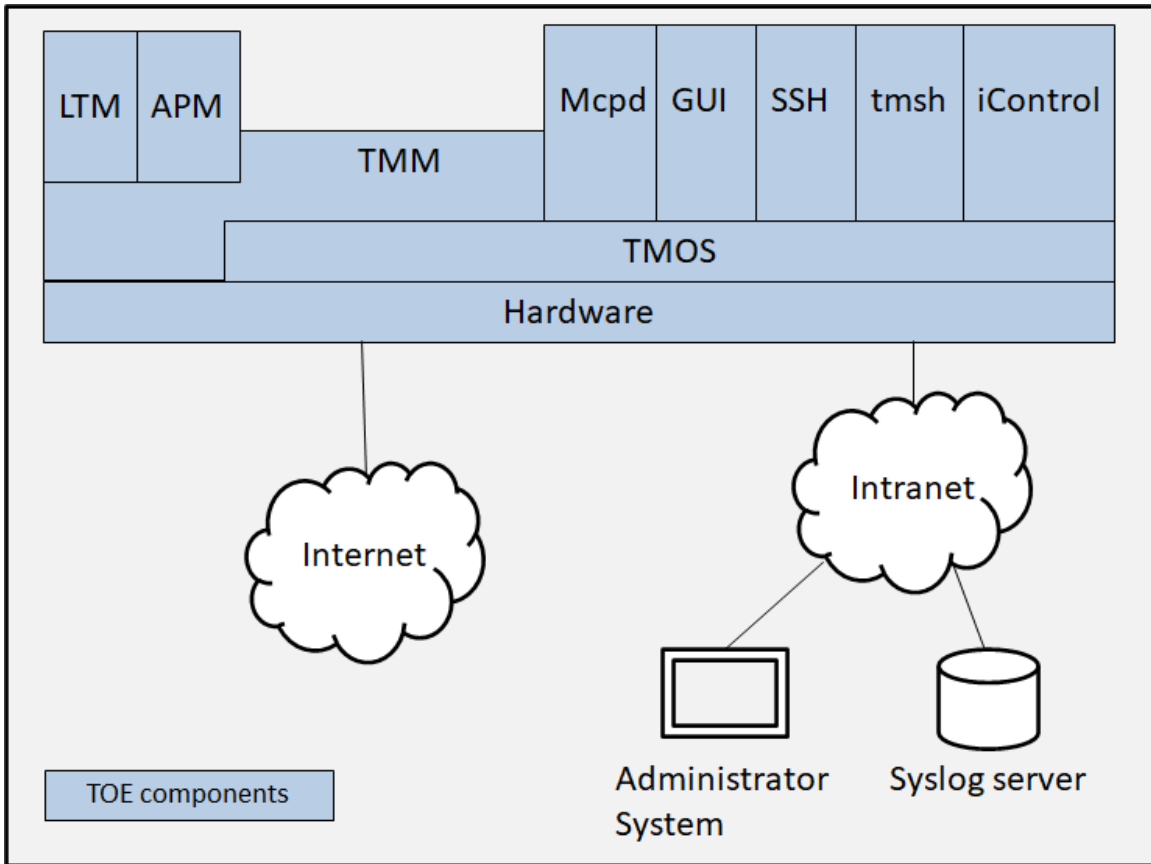 LTM
APM
TMM
Mcpd
GUI
SSH
tmsh
iControl
TMOS
Hardware
Internet
Intranet
Administrator
System
Syslog server
TOE components